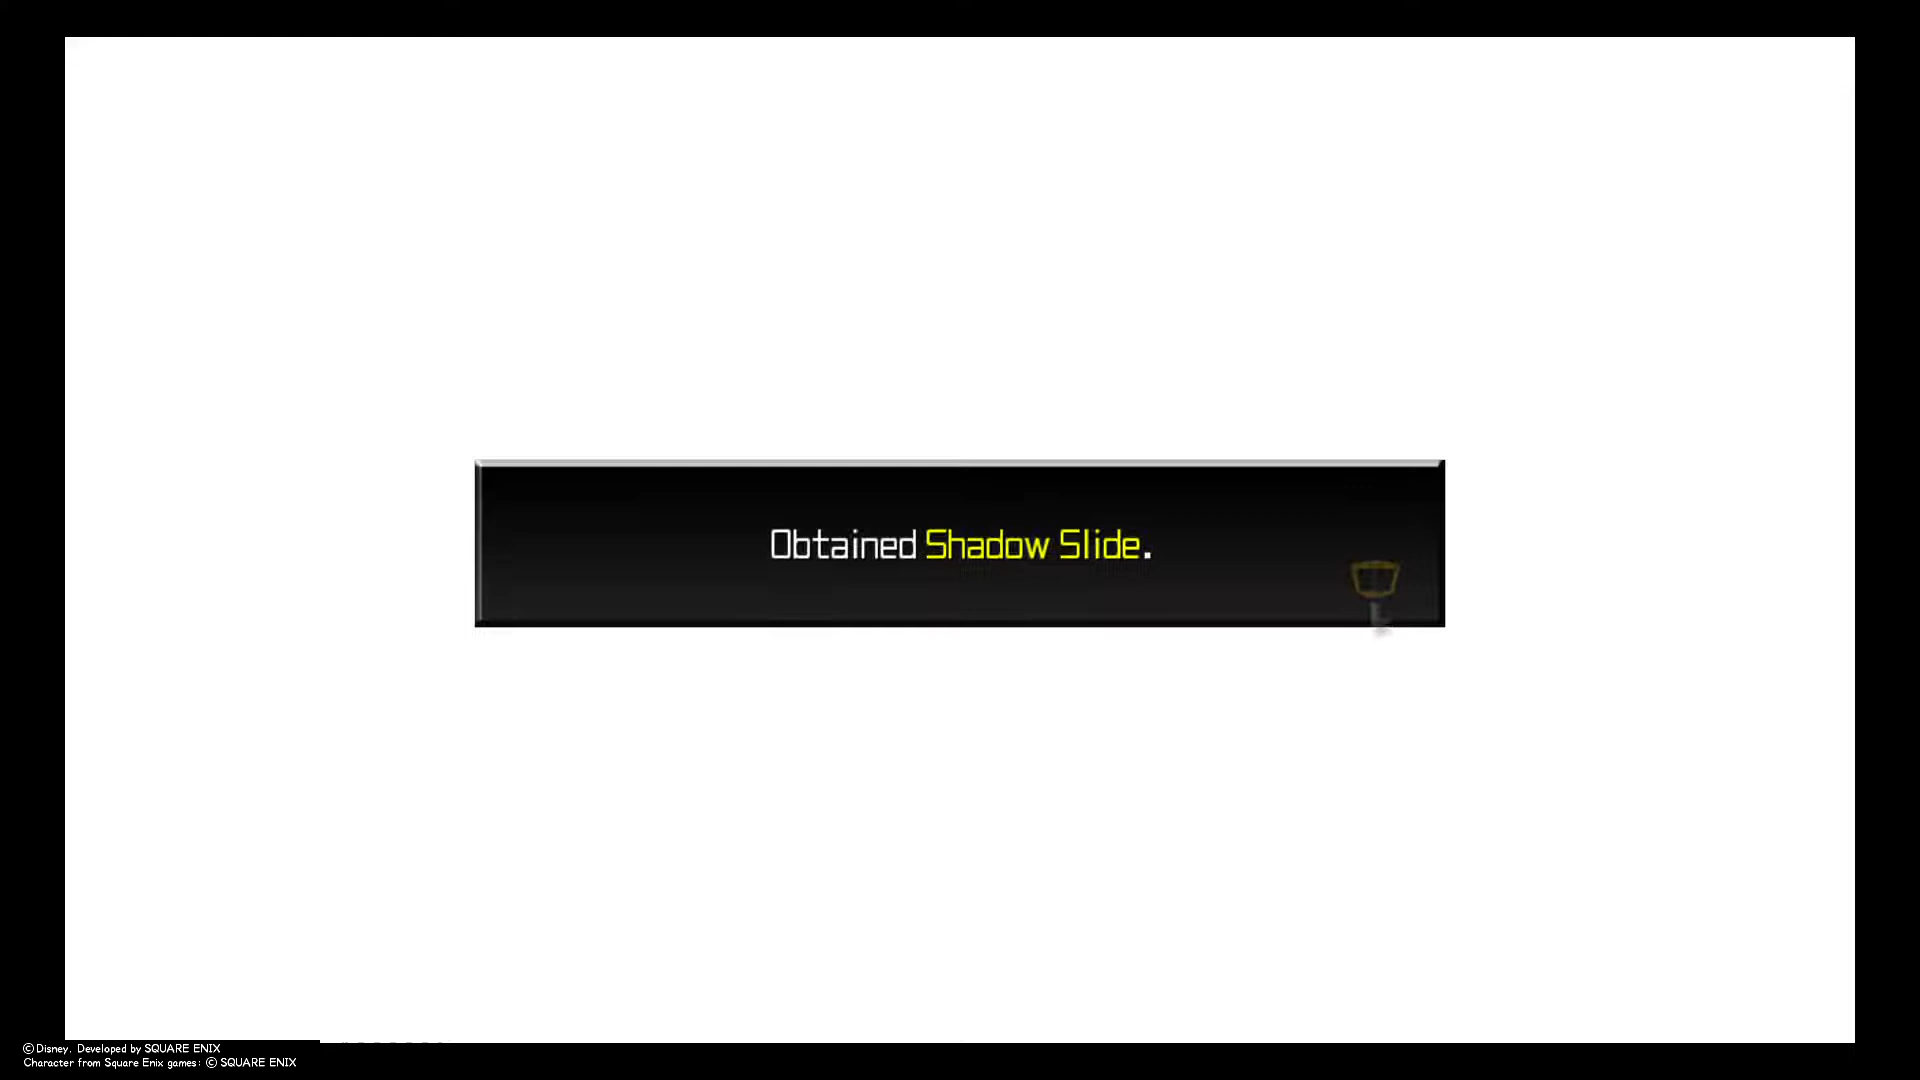 Obtained Shadow Slide.
©Disney. Developed by SQUARE ENIX
Character from Square Enix games: © SQUARE ENIX